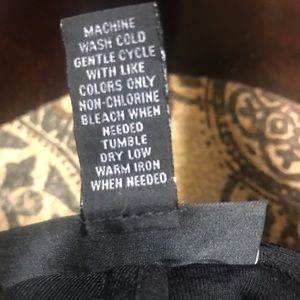 MACHINE
WASH COLD
GENTLE CYCLE
WITH LIKE
COLORS ONLY
NON-CHLORINE
BLEACH WHEN
NEEDED
TUMBLE
DRY LOW
WARM IRON
WHEN NEEDED